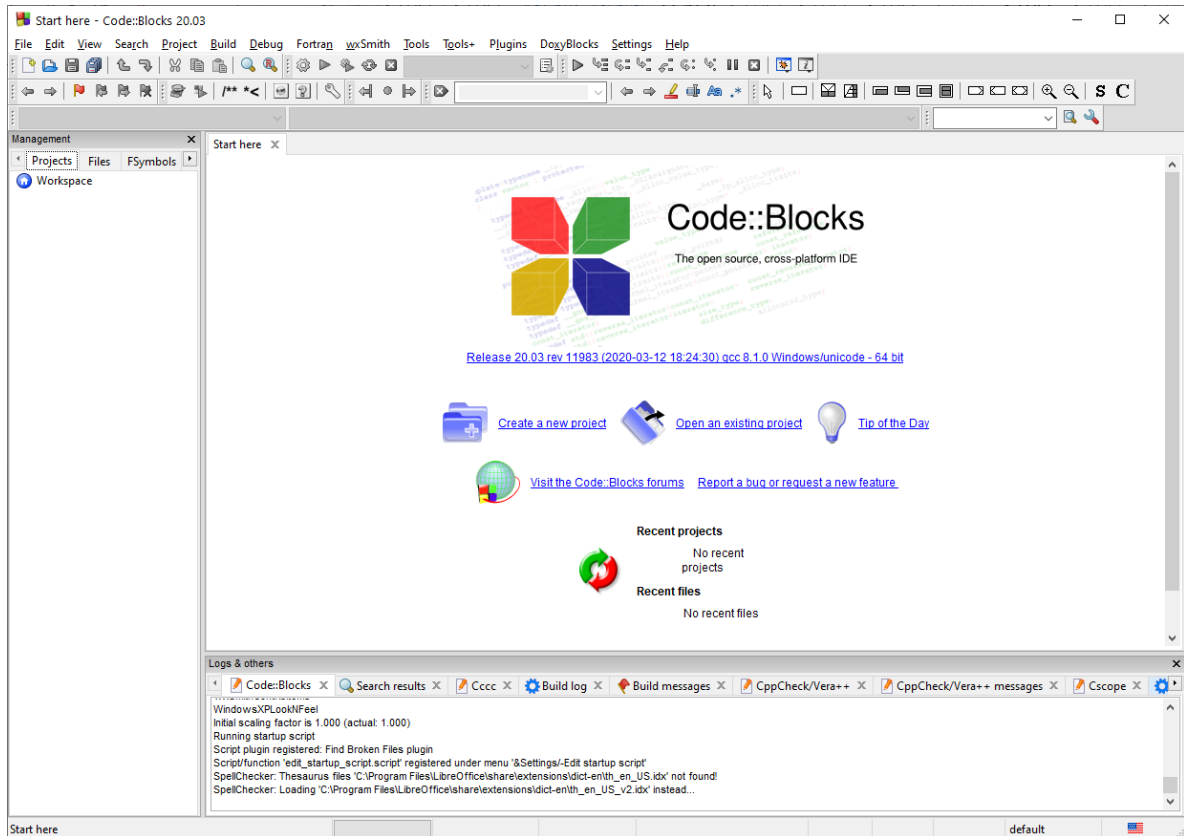 Start here - Code::Blocks 20.03
File Edit View Search Project Build Debug Fortran wxSmith Tools Tools+ Plugins DoxyBlocks Settings Help
/** *< .* S C
Management
Projects Files FSymbols
Workspace
Start here
Code::Blocks
The open source, cross-platform IDE
Release 20.03 rev 11983 (2020-03-12 18:24:30) gcc 8.1.0 Windows/unicode - 64 bit
Create a new project Open an existing project Tip of the Day
Visit the Code::Blocks forums Report a bug or request a new feature
Recent projects
No recent
projects
Recent files
No recent files
Logs & others
Code::Blocks Search results Cccc Build log Build messages CppCheck/Vera++ CppCheck/Vera++ messages Cscope
WindowsXPLookNFeel
Initial scaling factor is 1.000 (actual: 1.000)
Running startup script
Script plugin registered: Find Broken Files plugin
Script/function 'edit_startup_script.script' registered under menu '&Settings/-Edit startup script'
SpellChecker: Thesaurus files 'C:\Program Files\LibreOffice\share\extensions\dict-en\th_en_US.idx' not found!
SpellChecker: Loading 'C:\Program Files\LibreOffice\share\extensions\dict-en\th_en_US_v2.idx' instead...
Start here default